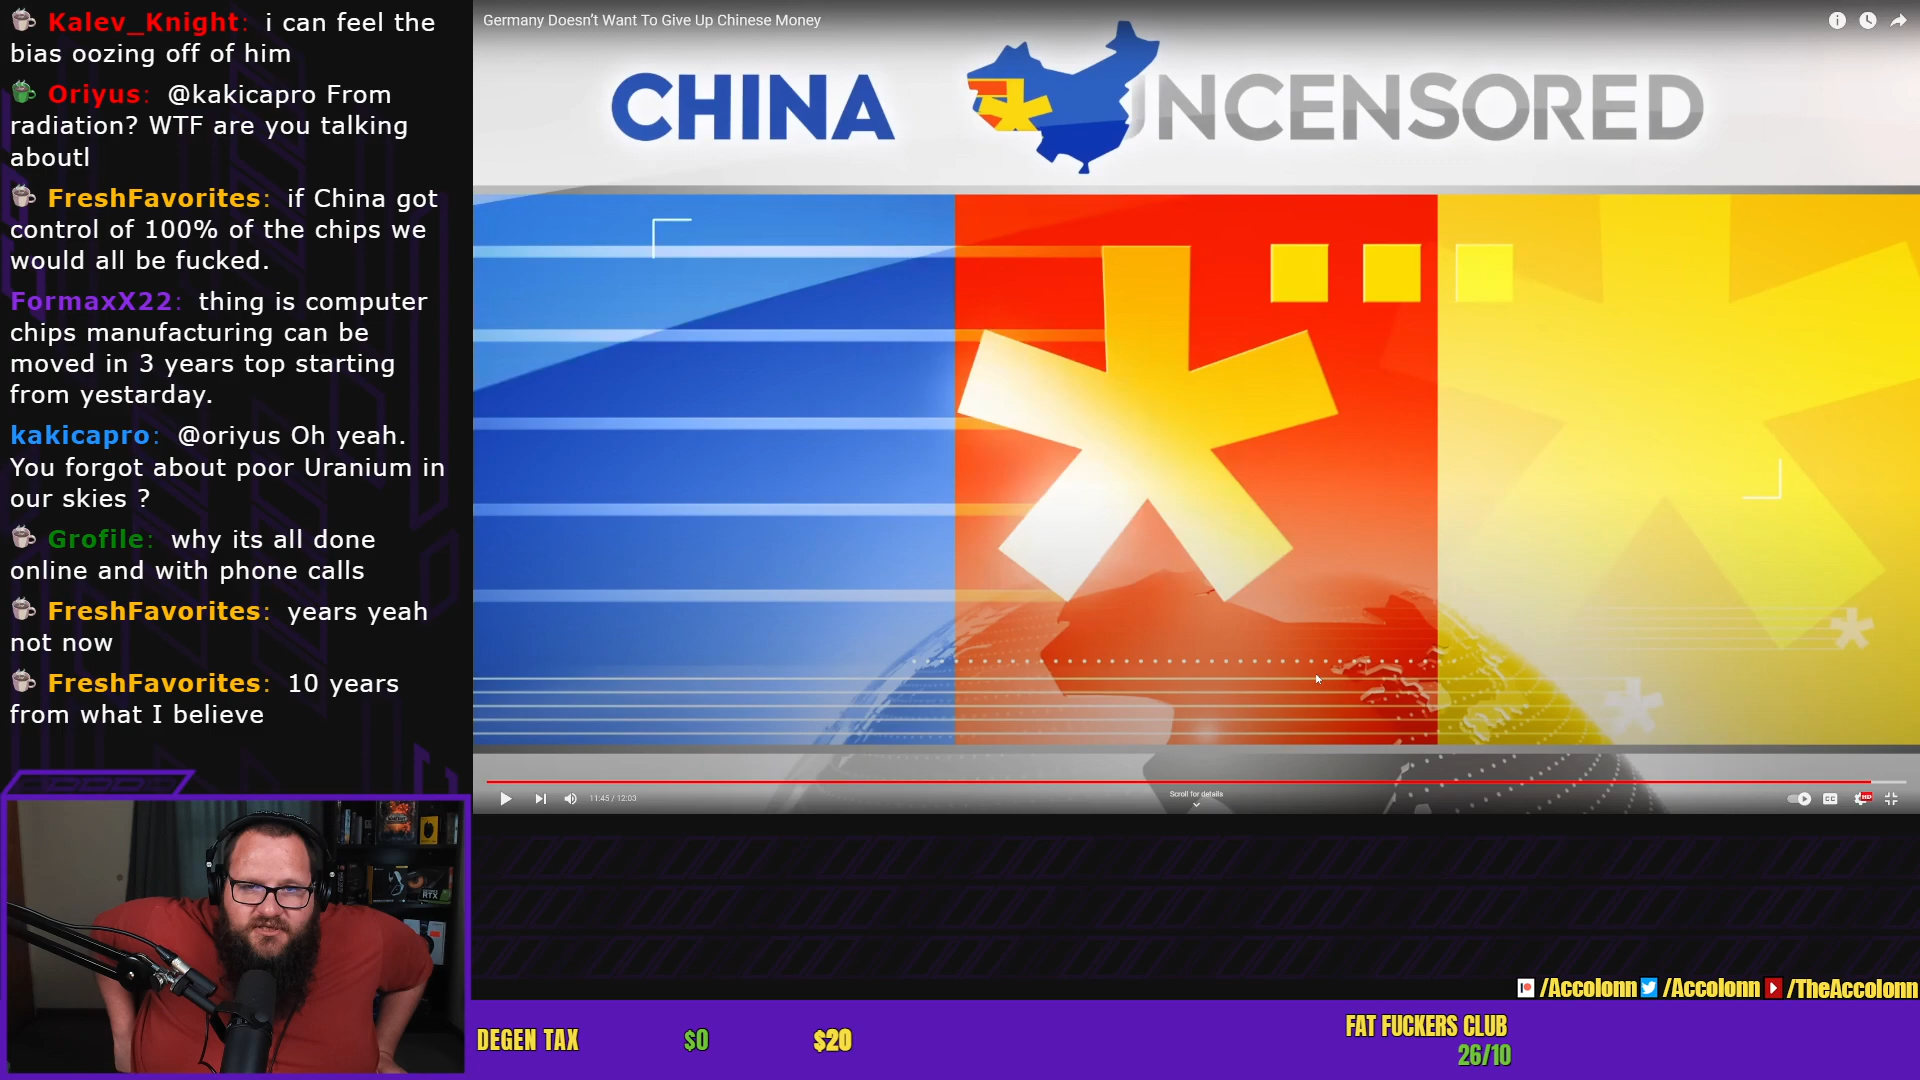 Kalev_Knight: i can feel the
bias oozing off of him
Oriyus: @kakicapro From
radiation? WTF are you talking
aboutl
FreshFavorites: if China got
control of 100% of the chips we
would all be fucked.
FormaxX22: thing is computer
chips manufacturing can be
moved in 3 years top starting
from yestarday.
kakicapro: @oriyus Oh yeah.
You forgot about poor Uranium in
our skies ?
Grofile: why its all done
online and with phone calls
FreshFavorites: years yeah
not now
FreshFavorites: 10 years
from what I believe
Germany Doesn’t Want To Give Up Chinese Money
CHINA UNCENSORED
11:45 / 12:03
Scroll for details
CC
HD
RTX
/Accolonn /Accolonn /TheAccolonn
DEGEN TAX $0 $20
FAT FUCKERS CLUB
26/10